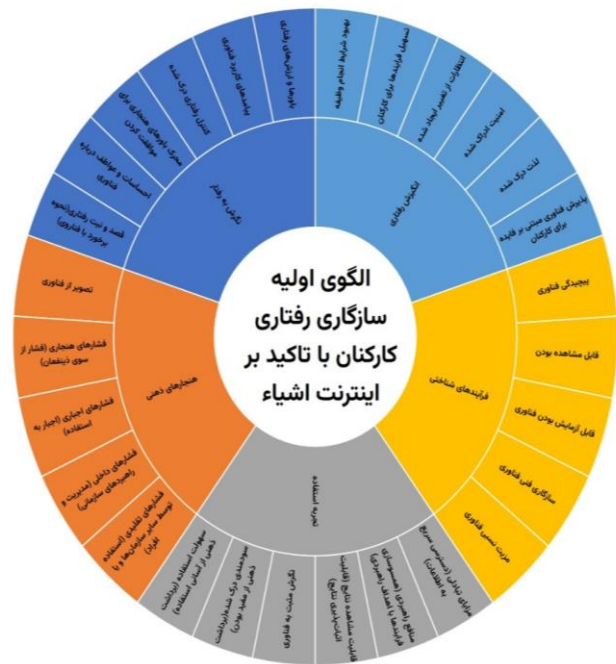 الگوی اولیه
سازگاری رفتاری
کارکنان با تاکید بر
اینترنت اشیاء
انگیزش رفتاری
بهبود شرایط انجام وظیفه
تسهیل فرایندها برای کارکنان
انتظارات از تغییر ایجاد شده
امنیت ادراک شده
لذت درک شده
پذیرش فناوری مبتنی بر فایده
برای کارکنان
فرآیندهای شناختی
پیچیدگی فناوری
قابل مشاهده بودن
قابل آزمایش بودن فناوری
سازگاری فنی فناوری
مزیت نسبی فناوری
تجربه استفاده
مزایای تبادلی (دسترسی سریع
به اطلاعات)
منافع راهبردی (همسوسازی
فرایندها با اهداف راهبردی)
قابلیت مشاهده نتایج (قابلیت
اثبات‌پذیری نتایج)
نگرش مثبت به فناوری
سودمندی درک شده(برداشت
ذهنی از مفید بودن)
سهولت استفاده (برداشت
ذهنی از آسانی استفاده)
هنجارهای ذهنی
فشارهای تقلیدی (استفاده
توسط سایر سازمان‌ها و یا
افراد)
فشارهای داخلی (مدیریت و
راهبردهای سازمانی)
فشارهای اجباری (اجبار به
استفاده)
فشارهای هنجاری (فشار از
سوی ذینفعان)
تصویر از فناوری
نگرش به رفتار
قصد و نیت رفتاری(نحوه
برخورد با فناروی)
احساسات و عواطف درباره
فناوری
محرک باورهای هنجاری برای
موافقت کردن
کنترل رفتاری درک شده
پیامدهای کاربرد فناوری
باورها و ارزش‌های رفتاری